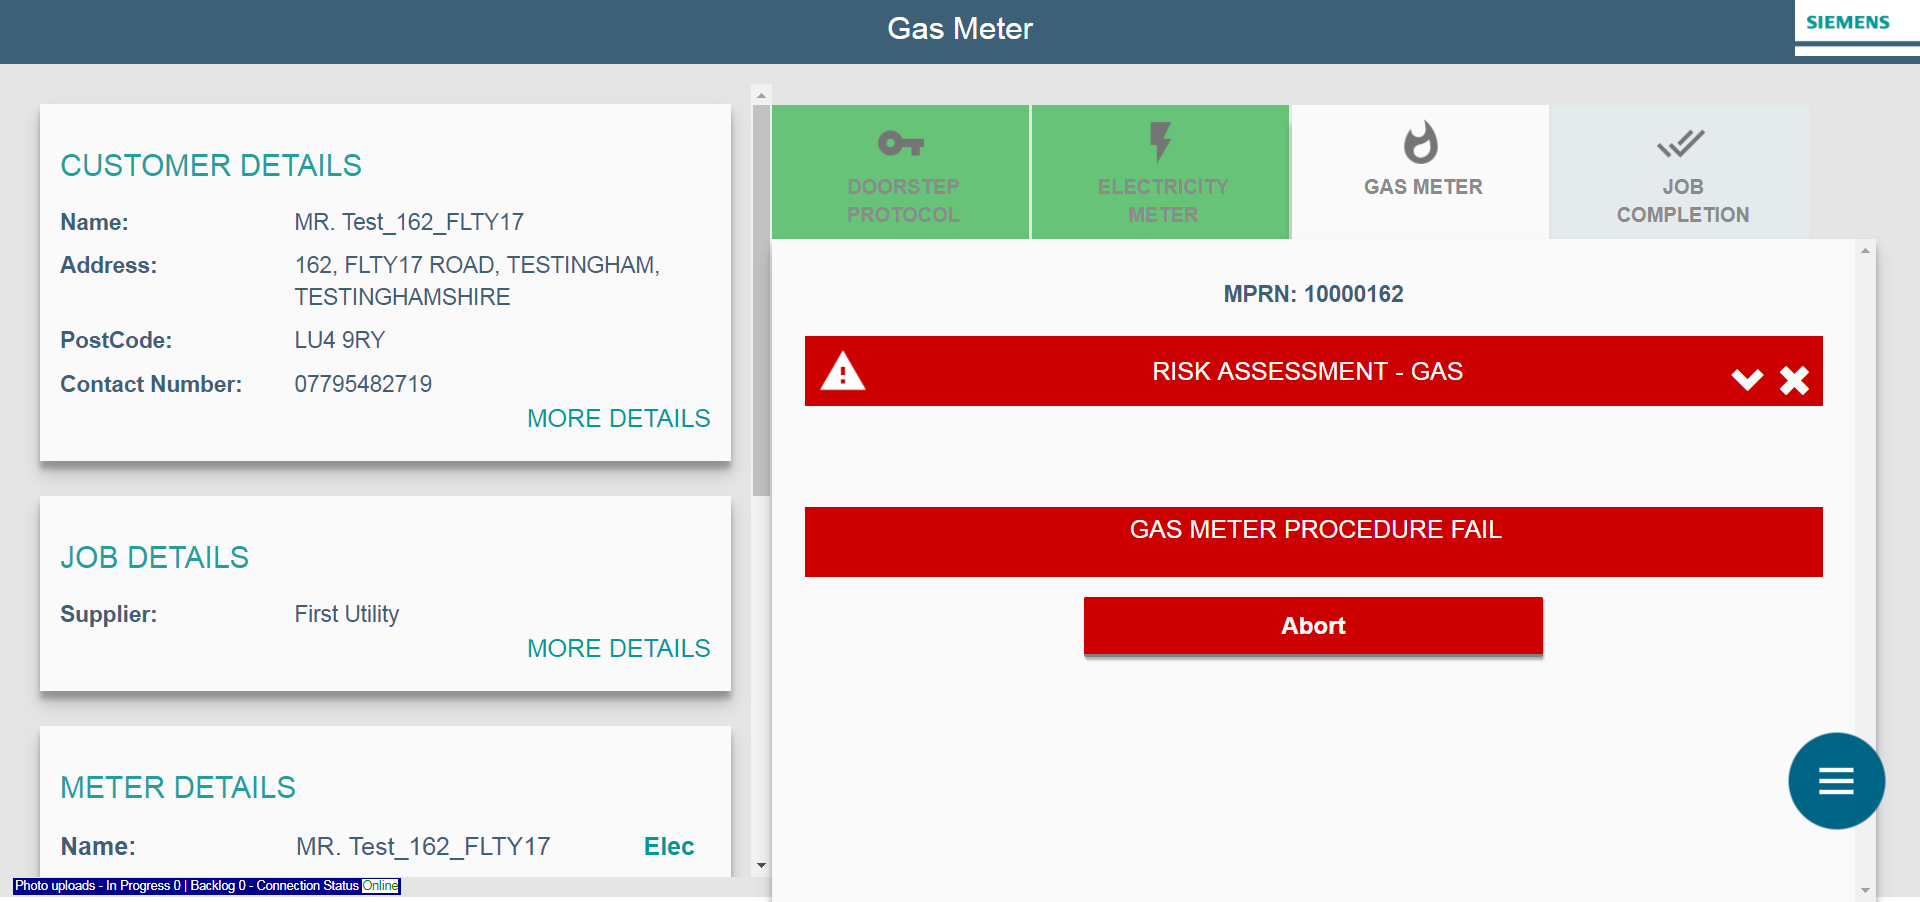 Gas Meter
SIEMENS
CUSTOMER DETAILS
Name: MR. Test_162_FLTY17
Address: 162, FLTY17 ROAD, TESTINGHAM,
TESTINGHAMSHIRE
PostCode: LU4 9RY
Contact Number: 07795482719
MORE DETAILS
JOB DETAILS
Supplier: First Utility
MORE DETAILS
METER DETAILS
Name: MR. Test_162_FLTY17 Elec
Photo uploads - In Progress 0 | Backlog 0 - Connection Status Online
DOORSTEP
PROTOCOL
ELECTRICITY
METER
GAS METER
JOB
COMPLETION
MPRN: 10000162
RISK ASSESSMENT - GAS
GAS METER PROCEDURE FAIL
Abort